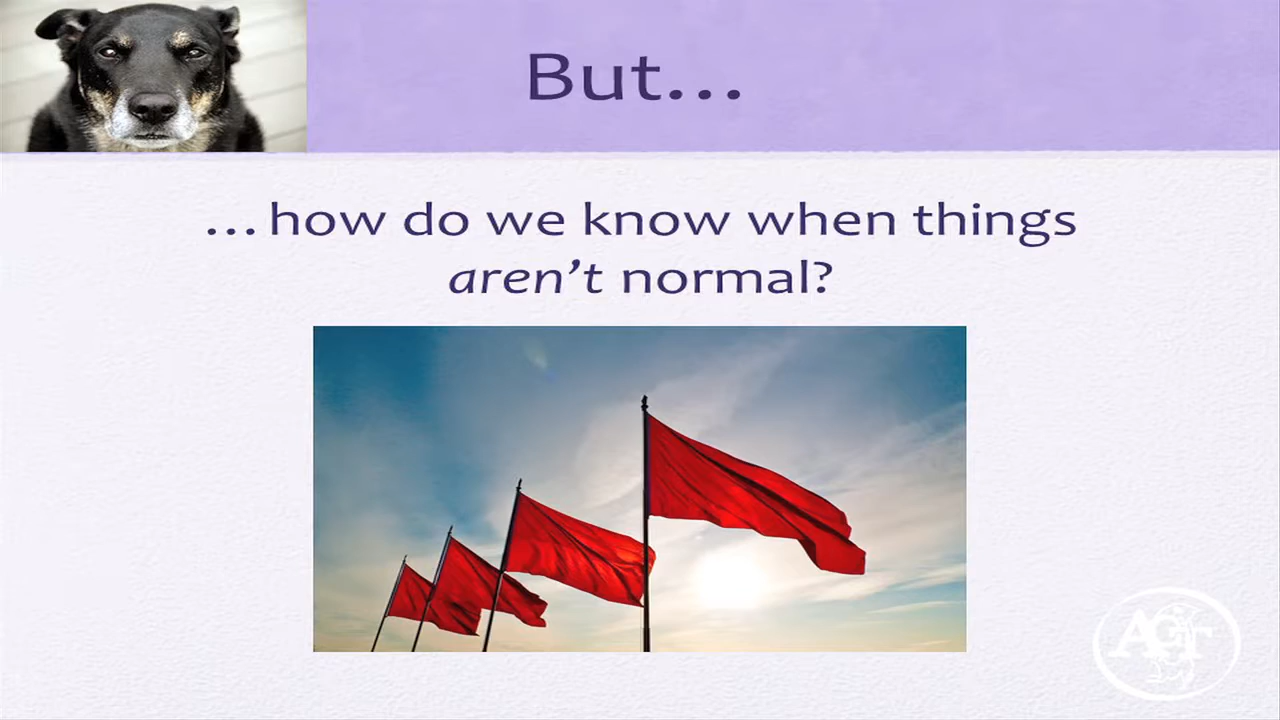 But…
…how do we know when things
aren’t normal?